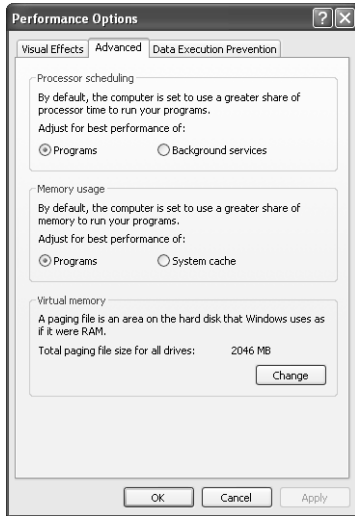 Performance Options
Visual Effects Advanced Data Execution Prevention
Processor scheduling
By default, the computer is set to use a greater share of
processor time to run your programs.
Adjust for best performance of:
Programs Background services
Memory usage
By default, the computer is set to use a greater share of
memory to run your programs.
Adjust for best performance of:
Programs System cache
Virtual memory
A paging file is an area on the hard disk that Windows uses as
if it were RAM.
Total paging file size for all drives: 2046 MB
Change
OK Cancel Apply